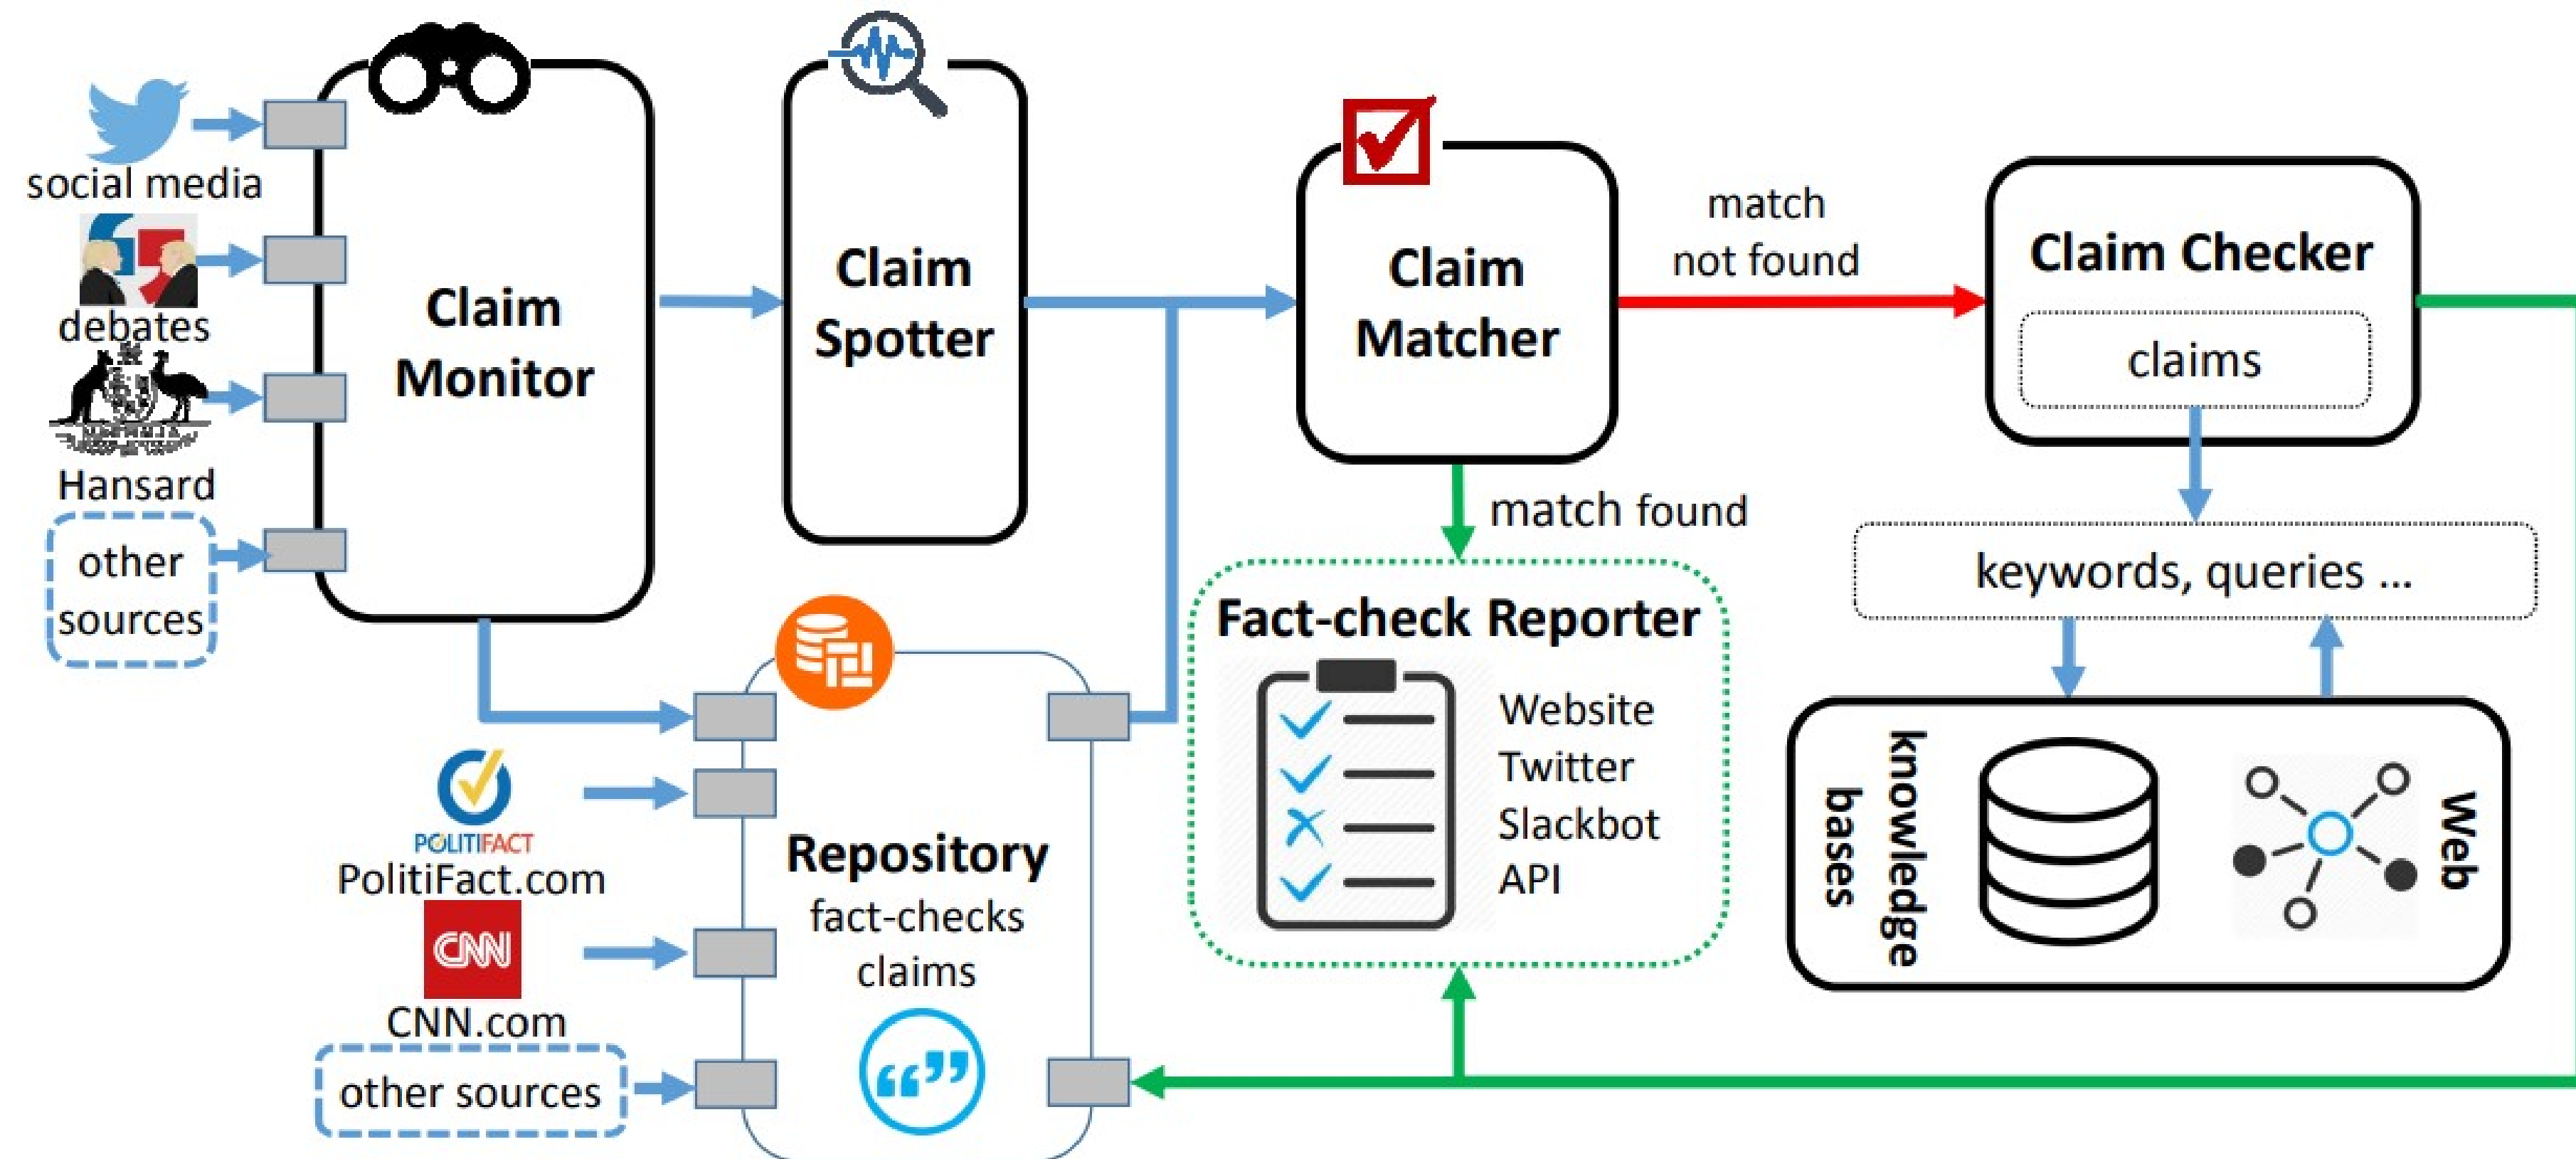 social media
debates
Hansard
other
sources
Claim
Monitor
Claim
Spotter
Claim
Matcher
match
not found
Claim Checker
claims
match found
keywords, queries ...
Fact-check Reporter
Website
Twitter
Slackbot
API
knowledge
bases
Web
POLITIFACT
PolitiFact.com
CNN
CNN.com
other sources
Repository
fact-checks
claims